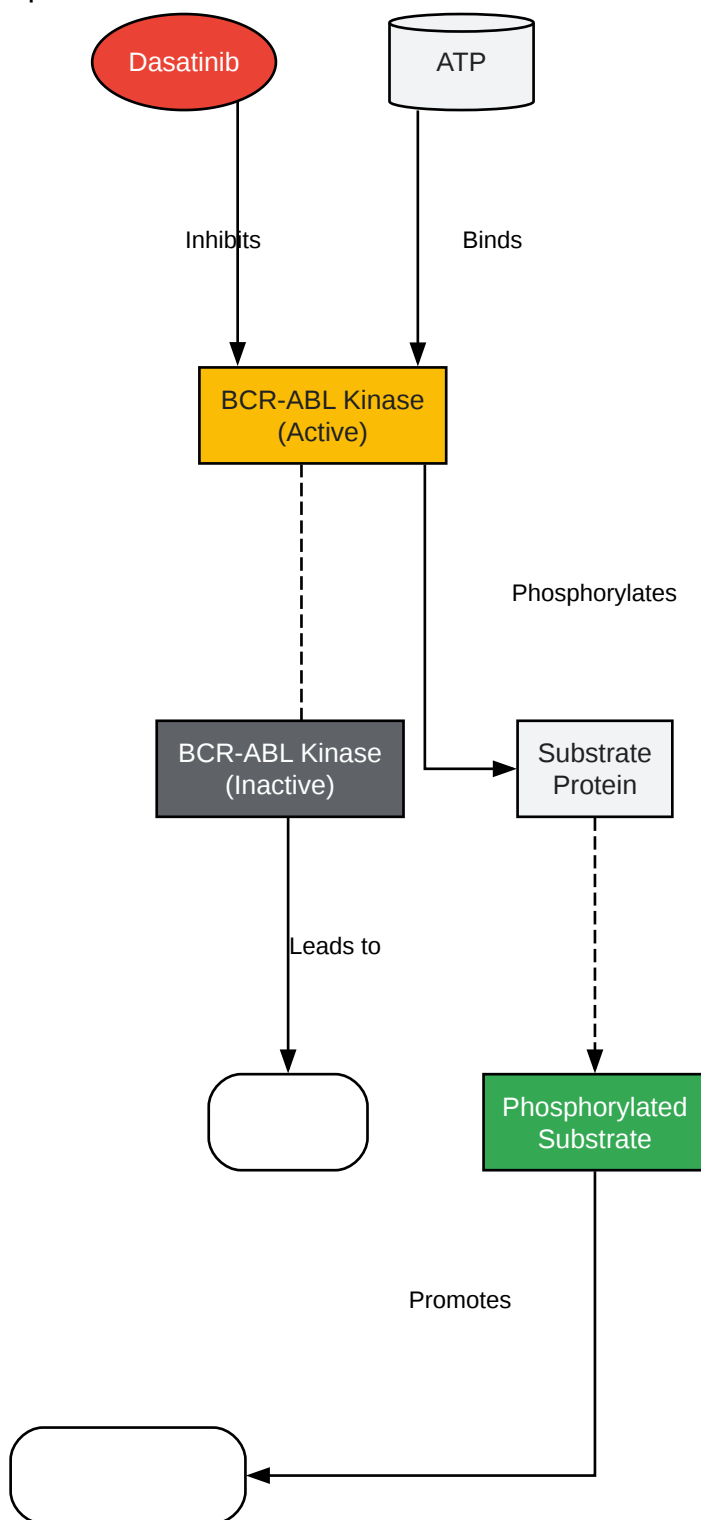 Dasatinib
ATP
Inhibits
Binds
BCR-ABL Kinase
(Active)
Phosphorylates
BCR-ABL Kinase
(Inactive)
Substrate
Protein
Leads to
Phosphorylated
Substrate
Promotes